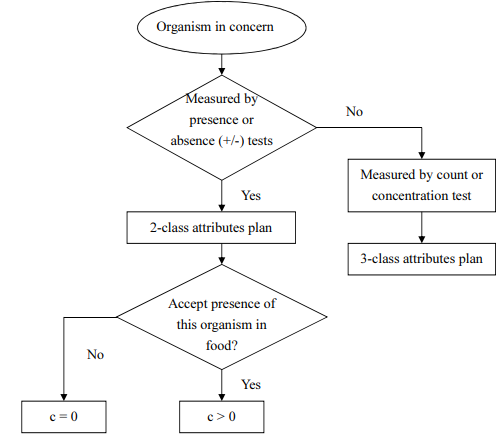 Organism in concern
Measured by
presence or
absence (+/-) tests
No
Measured by count or
concentration test
Yes
2-class attributes plan
3-class attributes plan
Accept presence of
this organism in
food?
No
Yes
c = 0
c > 0